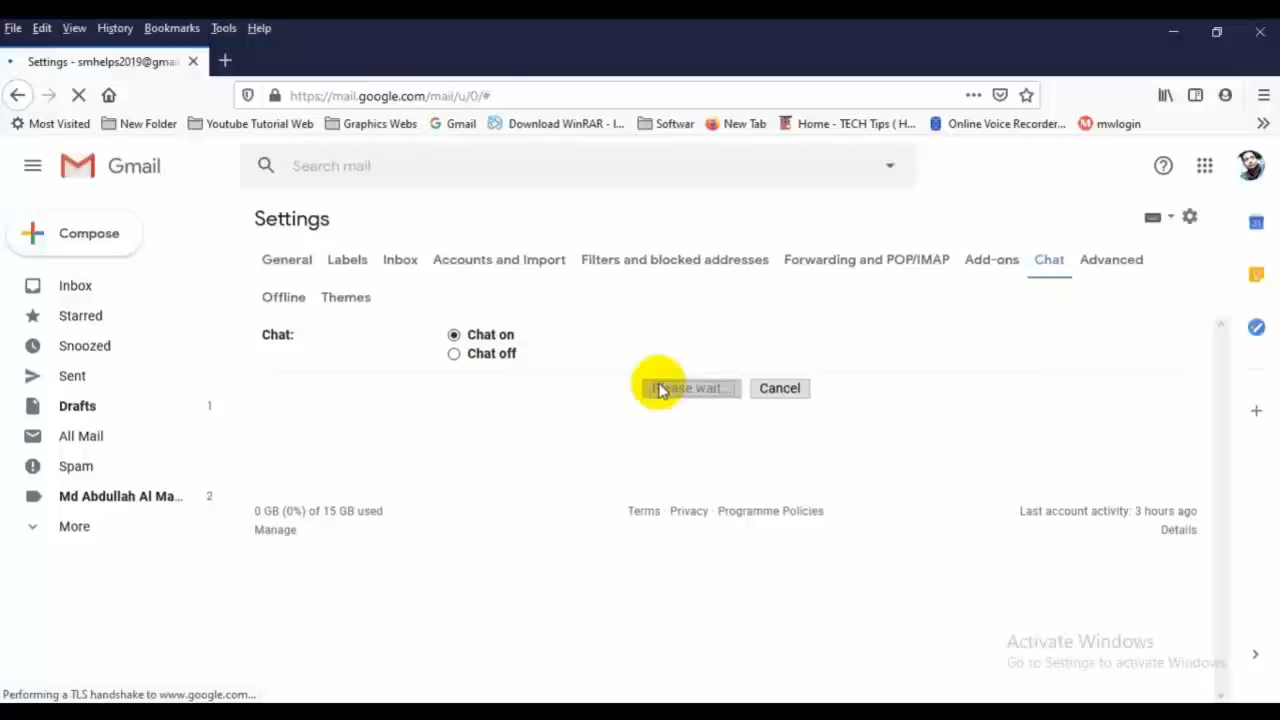 File Edit View History Bookmarks Tools Help
Settings - smhelps2019@gmai
https://mail.google.com/mail/u/0/#
Most Visited New Folder Youtube Tutorial Web Graphics Webs Gmail Download WinRAR - l... Softwar New Tab Home - TECH Tips ( H... Online Voice Recorder... mwlogin
Gmail
Search mail
Compose
Inbox
Starred
Snoozed
Sent
Drafts 1
All Mail
Spam
Md Abdullah Al Ma... 2
More
Settings
General Labels Inbox Accounts and Import Filters and blocked addresses Forwarding and POP/IMAP Add-ons Chat Advanced
Offline Themes
Chat: Chat on
Chat off
Please wait... Cancel
0 GB (0%) of 15 GB used
Manage
Terms · Privacy · Programme Policies
Last account activity: 3 hours ago
Details
31
Activate Windows
Go to Settings to activate Windows
Performing a TLS handshake to www.google.com...